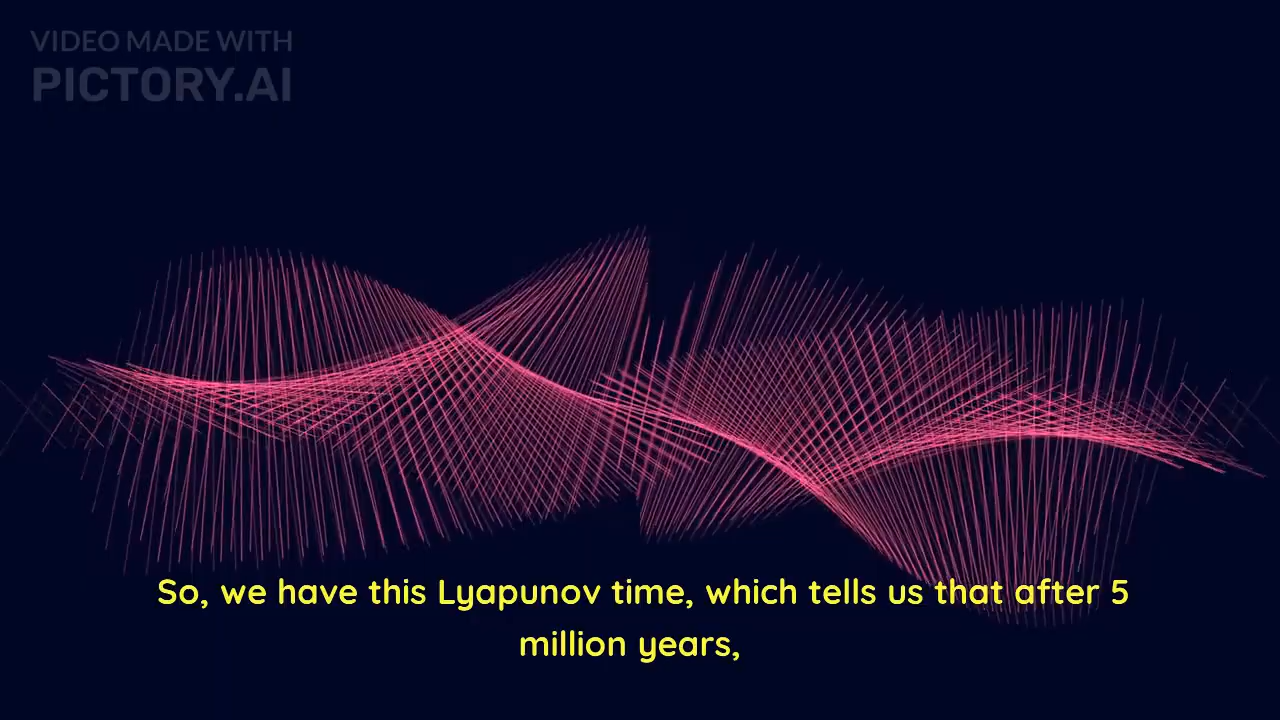 VIDEO MADE WITH
PICTORY.AI
So, we have this Lyapunov time, which tells us that after 5
million years,